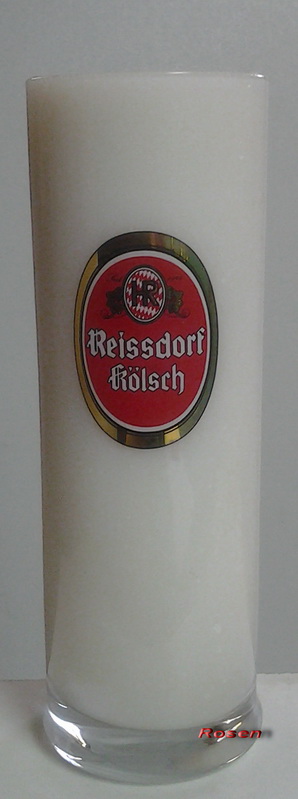 HR
Reissdorf
Kölsch
Rosen